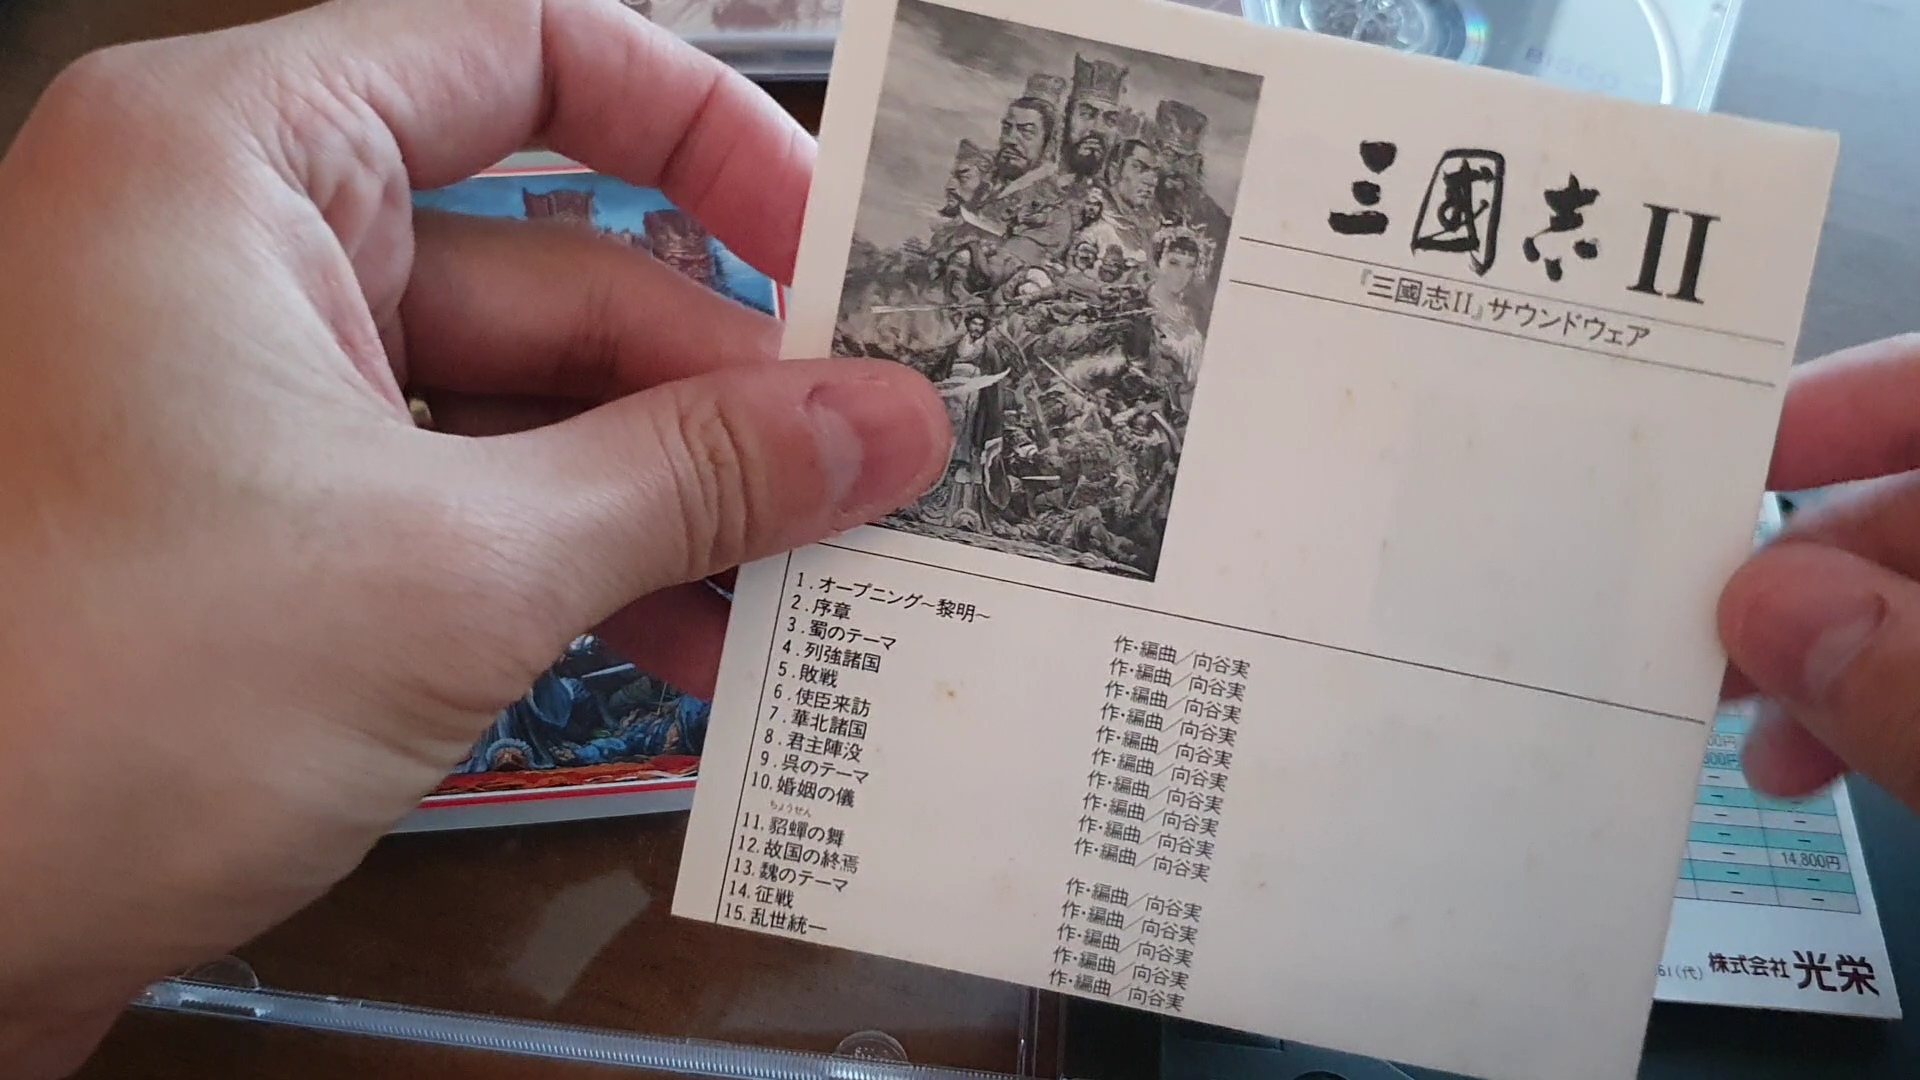 三國志 II
『三國志II』サウンドウェア
1.オープニング～黎明～ 作・編曲／向谷実
2.序章 作・編曲／向谷実
3.蜀のテーマ 作・編曲／向谷実
4.列強諸国 作・編曲／向谷実
5.敗戦 作・編曲／向谷実
6.使臣来訪 作・編曲／向谷実
7.華北諸国 作・編曲／向谷実
8.君主陣没 作・編曲／向谷実
9.呉のテーマ 作・編曲／向谷実
10.婚姻の儀 作・編曲／向谷実
ちょうせん
11.貂蟬の舞 作・編曲／向谷実
12.故国の終焉 作・編曲／向谷実
13.魏のテーマ 作・編曲／向谷実
14.征戦 作・編曲／向谷実
15.乱世統一 作・編曲／向谷実
14,800円
61(代) 株式会社 光栄